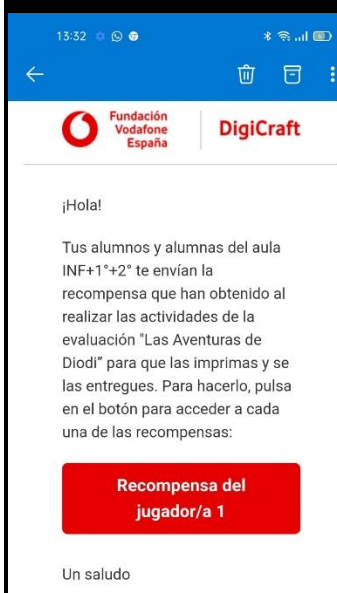 13:32
Fundación
Vodafone
España
DigiCraft
¡Hola!
Tus alumnos y alumnas del aula
INF+1°+2° te envían la
recompensa que han obtenido al
realizar las actividades de la
evaluación "Las Aventuras de
Diodi” para que las imprimas y se
las entregues. Para hacerlo, pulsa
en el botón para acceder a cada
una de las recompensas:
Recompensa del
jugador/a 1
Un saludo